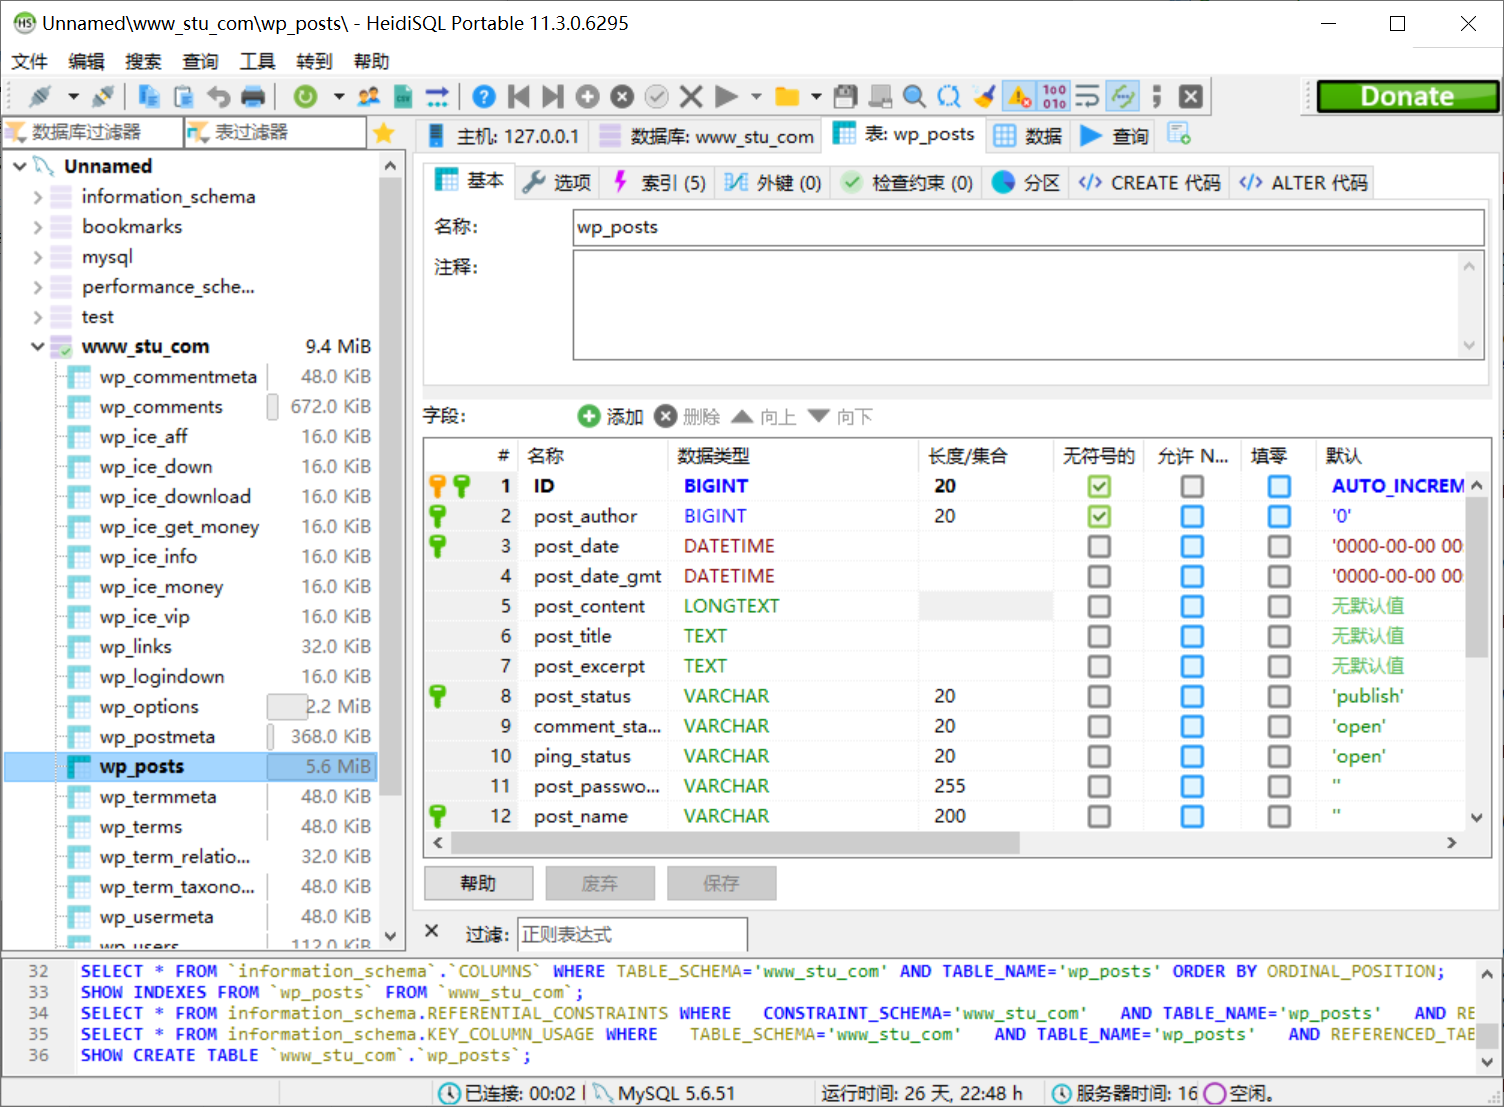 Unnamed\www_stu_com\wp_posts\ - HeidiSQL Portable 11.3.0.6295
文件 编辑 搜索 查询 工具 转到 帮助
Donate
数据库过滤器 表过滤器
主机: 127.0.0.1 数据库: www_stu_com 表: wp_posts 数据 查询
Unnamed
information_schema
bookmarks
mysql
performance_sche...
test
www_stu_com 9.4 MiB
wp_commentmeta 48.0 KiB
wp_comments 672.0 KiB
wp_ice_aff 16.0 KiB
wp_ice_down 16.0 KiB
wp_ice_download 16.0 KiB
wp_ice_get_money 16.0 KiB
wp_ice_info 16.0 KiB
wp_ice_money 16.0 KiB
wp_ice_vip 16.0 KiB
wp_links 32.0 KiB
wp_logindown 16.0 KiB
wp_options 2.2 MiB
wp_postmeta 368.0 KiB
wp_posts 5.6 MiB
wp_termmeta 48.0 KiB
wp_terms 48.0 KiB
wp_term_relatio... 32.0 KiB
wp_term_taxono... 48.0 KiB
wp_usermeta 48.0 KiB
wp_users 112.0 KiB
基本 选项 索引 (5) 外键 (0) 检查约束 (0) 分区 CREATE 代码 ALTER 代码
名称: wp_posts
注释:
字段: 添加 删除 向上 向下
# 名称 数据类型 长度/集合 无符号的 允许 N... 填零 默认
1 ID BIGINT 20 AUTO_INCREM
2 post_author BIGINT 20 '0'
3 post_date DATETIME '0000-00-00 00
4 post_date_gmt DATETIME '0000-00-00 00
5 post_content LONGTEXT 无默认值
6 post_title TEXT 无默认值
7 post_excerpt TEXT 无默认值
8 post_status VARCHAR 20 'publish'
9 comment_sta... VARCHAR 20 'open'
10 ping_status VARCHAR 20 'open'
11 post_passwo... VARCHAR 255 ''
12 post_name VARCHAR 200 ''
帮助 废弃 保存
过滤: 正则表达式
32 SELECT * FROM `information_schema`.`COLUMNS` WHERE TABLE_SCHEMA='www_stu_com' AND TABLE_NAME='wp_posts' ORDER BY ORDINAL_POSITION;
33 SHOW INDEXES FROM `wp_posts` FROM `www_stu_com`;
34 SELECT * FROM information_schema.REFERENTIAL_CONSTRAINTS WHERE   CONSTRAINT_SCHEMA='www_stu_com'   AND TABLE_NAME='wp_posts'   AND RE
35 SELECT * FROM information_schema.KEY_COLUMN_USAGE WHERE   TABLE_SCHEMA='www_stu_com'   AND TABLE_NAME='wp_posts'   AND REFERENCED_TAB
36 SHOW CREATE TABLE `www_stu_com`.`wp_posts`;
已连接: 00:02 MySQL 5.6.51 运行时间: 26 天, 22:48 h 服务器时间: 16 空闲。